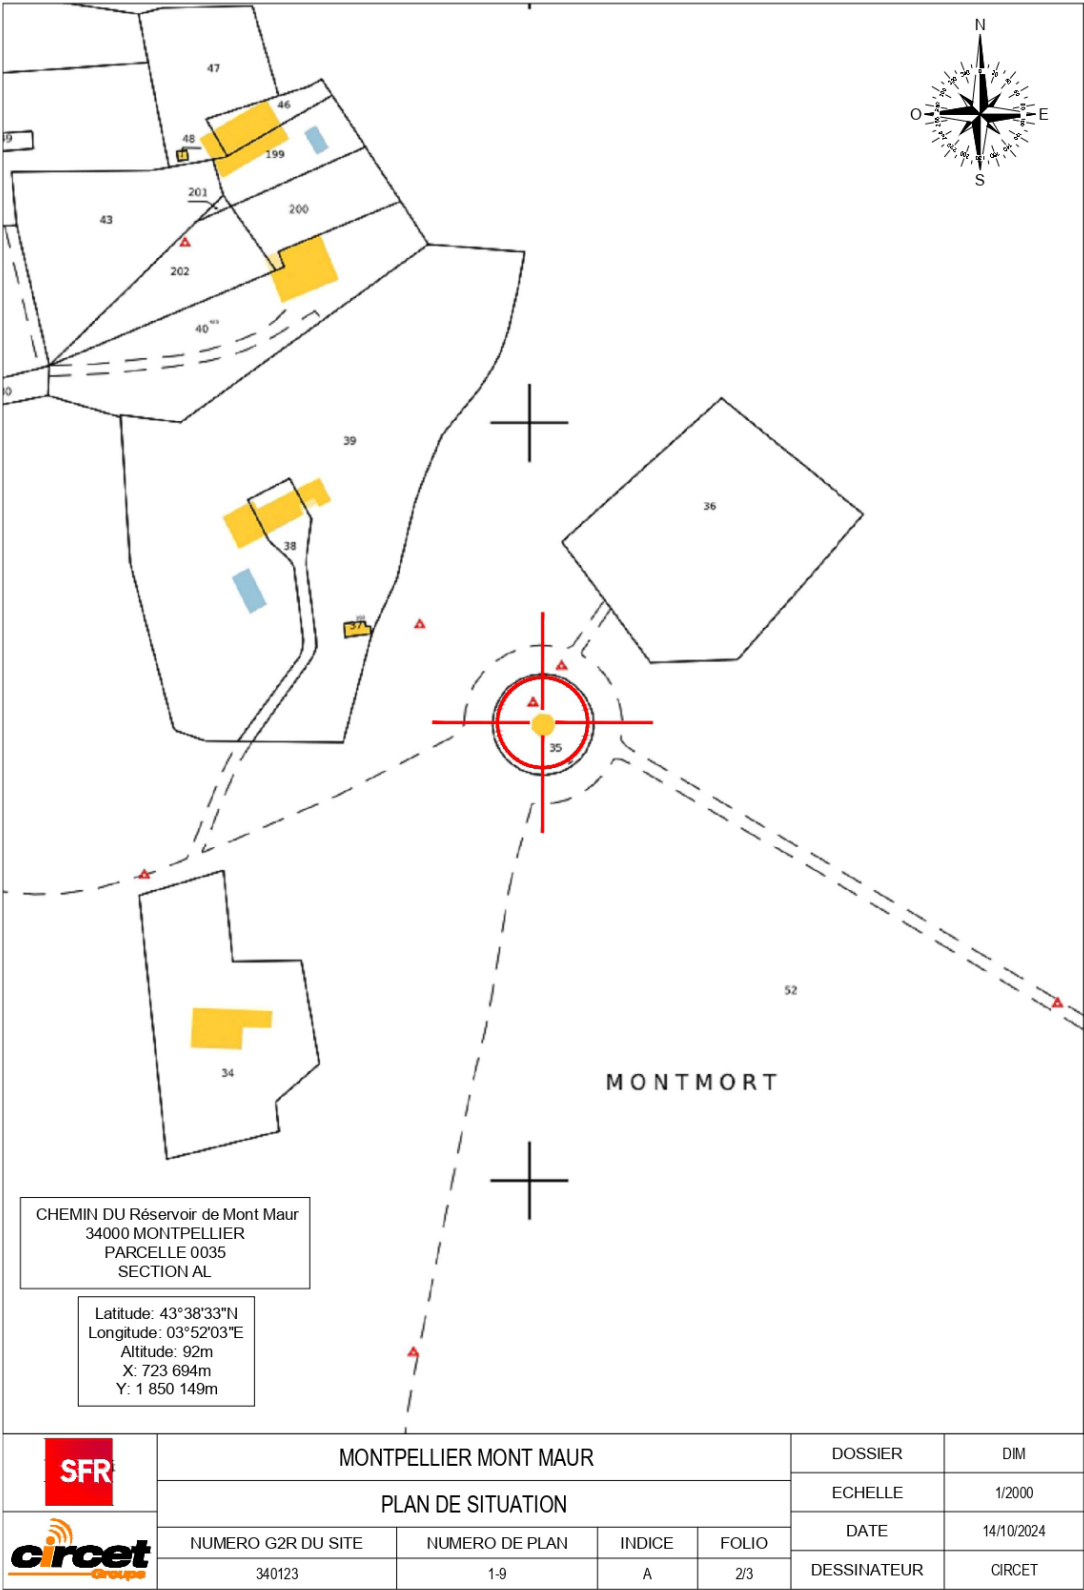 N
O
E
S
47
46
48
199
201
200
43
202
40
39
36
38
37
35
52
MONTMORT
34
CHEMIN DU Réservoir de Mont Maur
34000 MONTPELLIER
PARCELLE 0035
SECTION AL
Latitude: 43°38'33"N
Longitude: 03°52'03"E
Altitude: 92m
X: 723 694m
Y: 1 850 149m
SFR
circet
Groupe
MONTPELLIER MONT MAUR
PLAN DE SITUATION
NUMERO G2R DU SITE NUMERO DE PLAN INDICE FOLIO
340123 1-9 A 2/3
DOSSIER DIM
ECHELLE 1/2000
DATE 14/10/2024
DESSINATEUR CIRCET